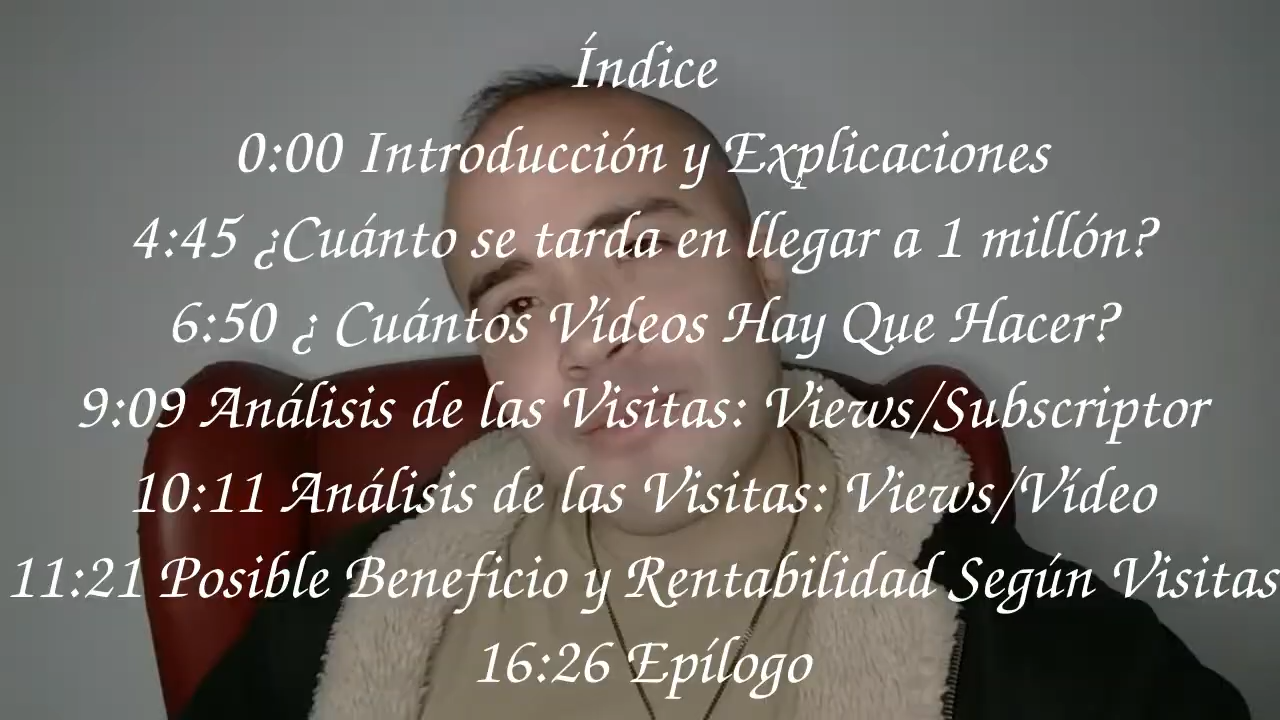 Índice
0:00 Introducción y Explicaciones
4:45 ¿Cuánto se tarda en llegar a 1 millón?
6:50 ¿ Cuántos Vídeos Hay Que Hacer?
9:09 Análisis de las Visitas: Views/Subscriptor
10:11 Análisis de las Visitas: Views/Vídeo
11:21 Posible Beneficio y Rentabilidad Según Visitas
16:26 Epílogo